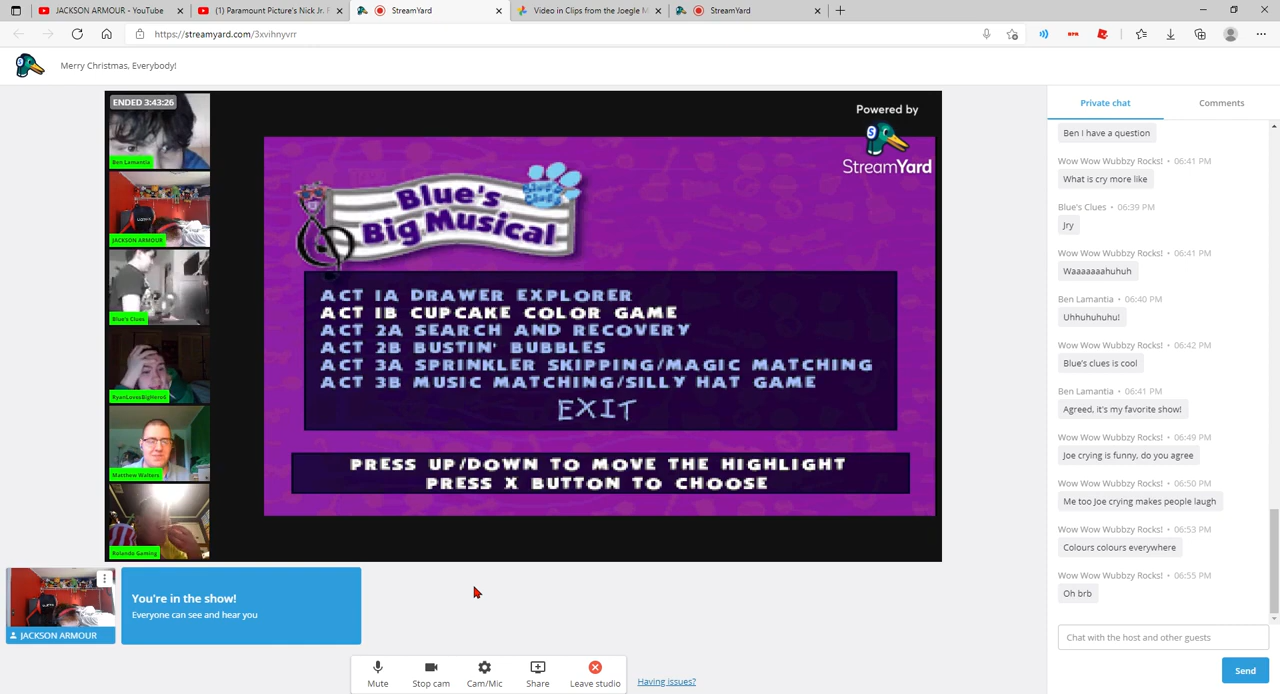 JACKSON ARMOUR - YouTube
(1) Paramount Picture's Nick Jr. F
StreamYard
Video in Clips from the Joegle M
StreamYard
https://streamyard.com/3xvihnyvrr
Merry Christmas, Everybody!
ENDED 3:43:26
Ben Lamantia
JACKSON ARMOUR
Blue's Clues
RyanLovesBigHero6
Matthew Walters
Rolando Gaming
Powered by
StreamYard
Blue's
Big Musical
ACT 1A DRAWER EXPLORER
ACT 1B CUPCAKE COLOR GAME
ACT 2A SEARCH AND RECOVERY
ACT 2B BUSTIN' BUBBLES
ACT 3A SPRINKLER SKIPPING/MAGIC MATCHING
ACT 3B MUSIC MATCHING/SILLY HAT GAME
EXIT
PRESS UP/DOWN TO MOVE THE HIGHLIGHT
PRESS X BUTTON TO CHOOSE
JACKSON ARMOUR
You're in the show!
Everyone can see and hear you
Mute
Stop cam
Cam/Mic
Share
Leave studio
Having issues?
Private chat
Comments
Ben I have a question
Wow Wow Wubbzy Rocks! • 06:41 PM
What is cry more like
Blue's Clues • 06:39 PM
Jry
Wow Wow Wubbzy Rocks! • 06:41 PM
Waaaaaaahuhuh
Ben Lamantia • 06:40 PM
Uhhuhuhuhu!
Wow Wow Wubbzy Rocks! • 06:42 PM
Blue's clues is cool
Ben Lamantia • 06:41 PM
Agreed, it's my favorite show!
Wow Wow Wubbzy Rocks! • 06:49 PM
Joe crying is funny, do you agree
Wow Wow Wubbzy Rocks! • 06:50 PM
Me too Joe crying makes people laugh
Wow Wow Wubbzy Rocks! • 06:53 PM
Colours colours everywhere
Wow Wow Wubbzy Rocks! • 06:55 PM
Oh brb
Chat with the host and other guests
Send